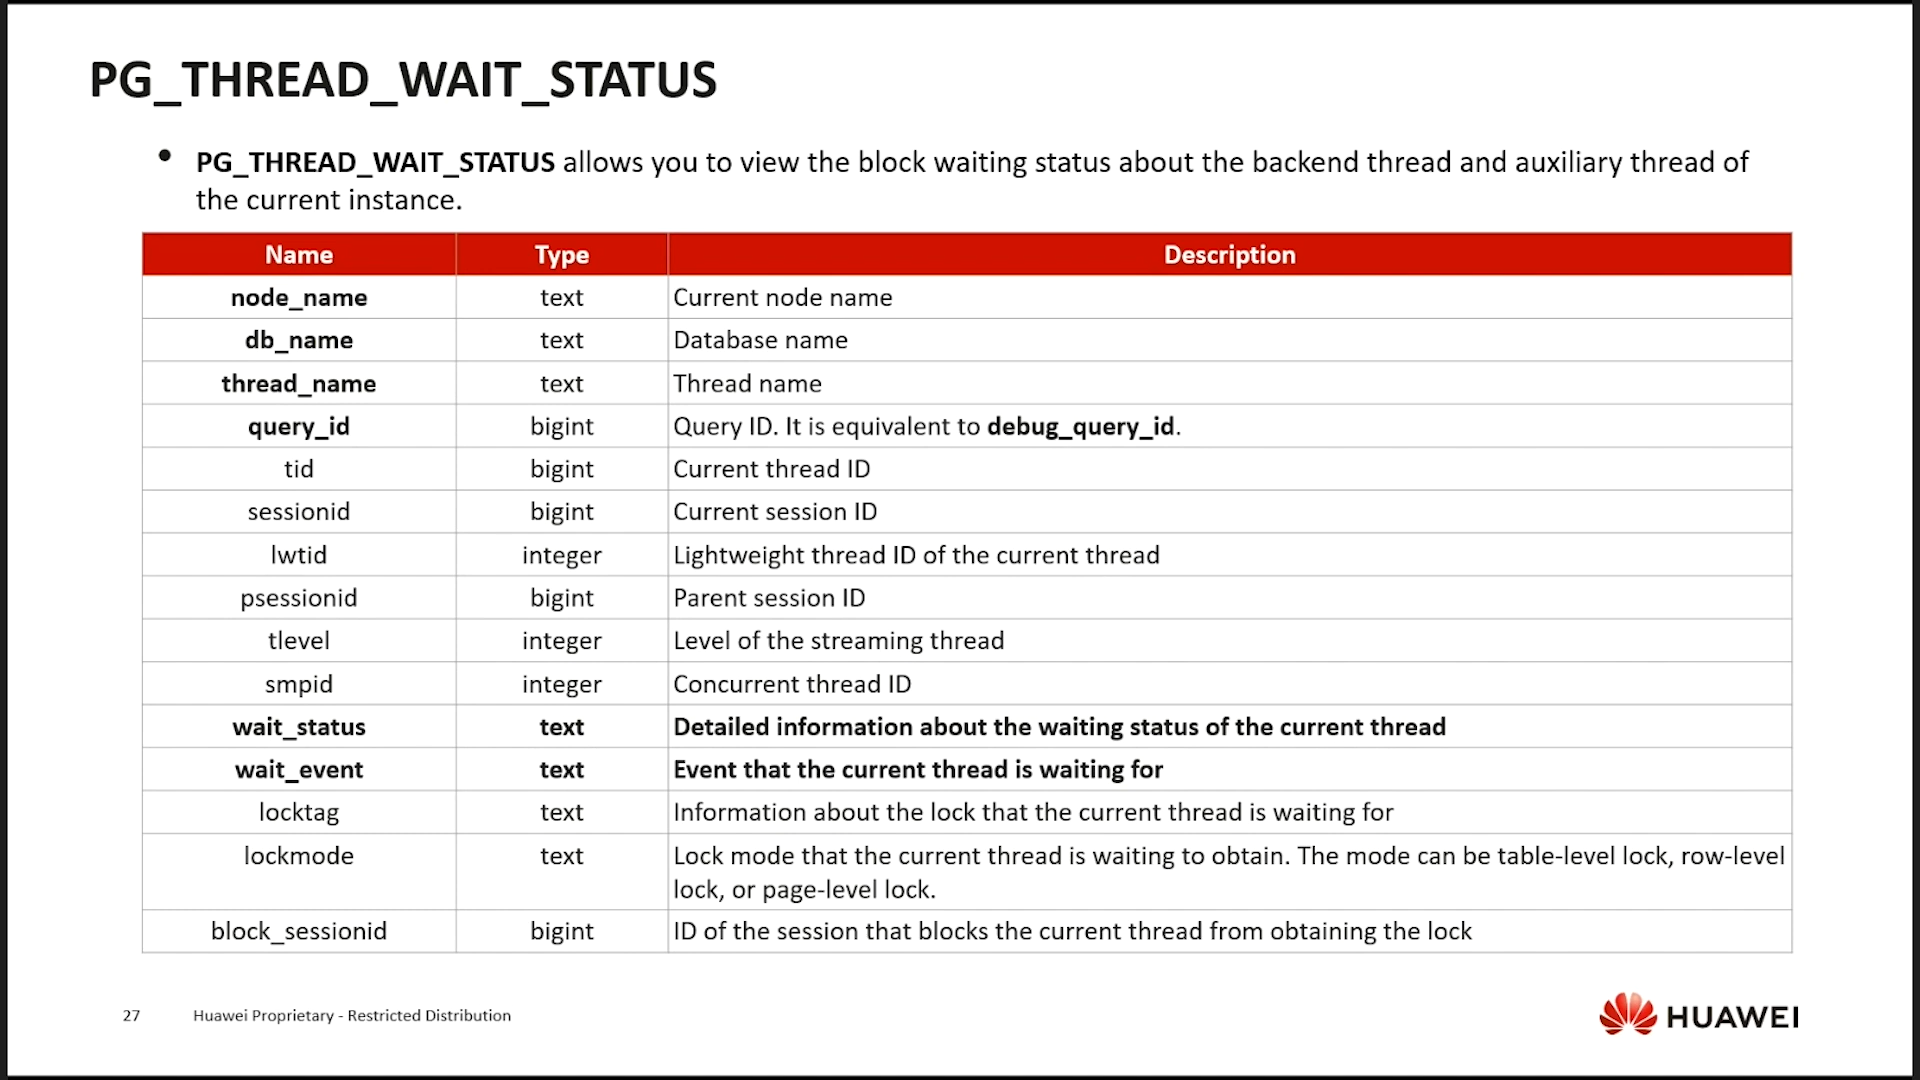 PG_THREAD_WAIT_STATUS
• PG_THREAD_WAIT_STATUS allows you to view the block waiting status about the backend thread and auxiliary thread of
the current instance.
Name Type Description
node_name text Current node name
db_name text Database name
thread_name text Thread name
query_id bigint Query ID. It is equivalent to debug_query_id.
tid bigint Current thread ID
sessionid bigint Current session ID
lwtid integer Lightweight thread ID of the current thread
psessionid bigint Parent session ID
tlevel integer Level of the streaming thread
smpid integer Concurrent thread ID
wait_status text Detailed information about the waiting status of the current thread
wait_event text Event that the current thread is waiting for
locktag text Information about the lock that the current thread is waiting for
lockmode text Lock mode that the current thread is waiting to obtain. The mode can be table-level lock, row-level
lock, or page-level lock.
block_sessionid bigint ID of the session that blocks the current thread from obtaining the lock
27 Huawei Proprietary - Restricted Distribution
HUAWEI